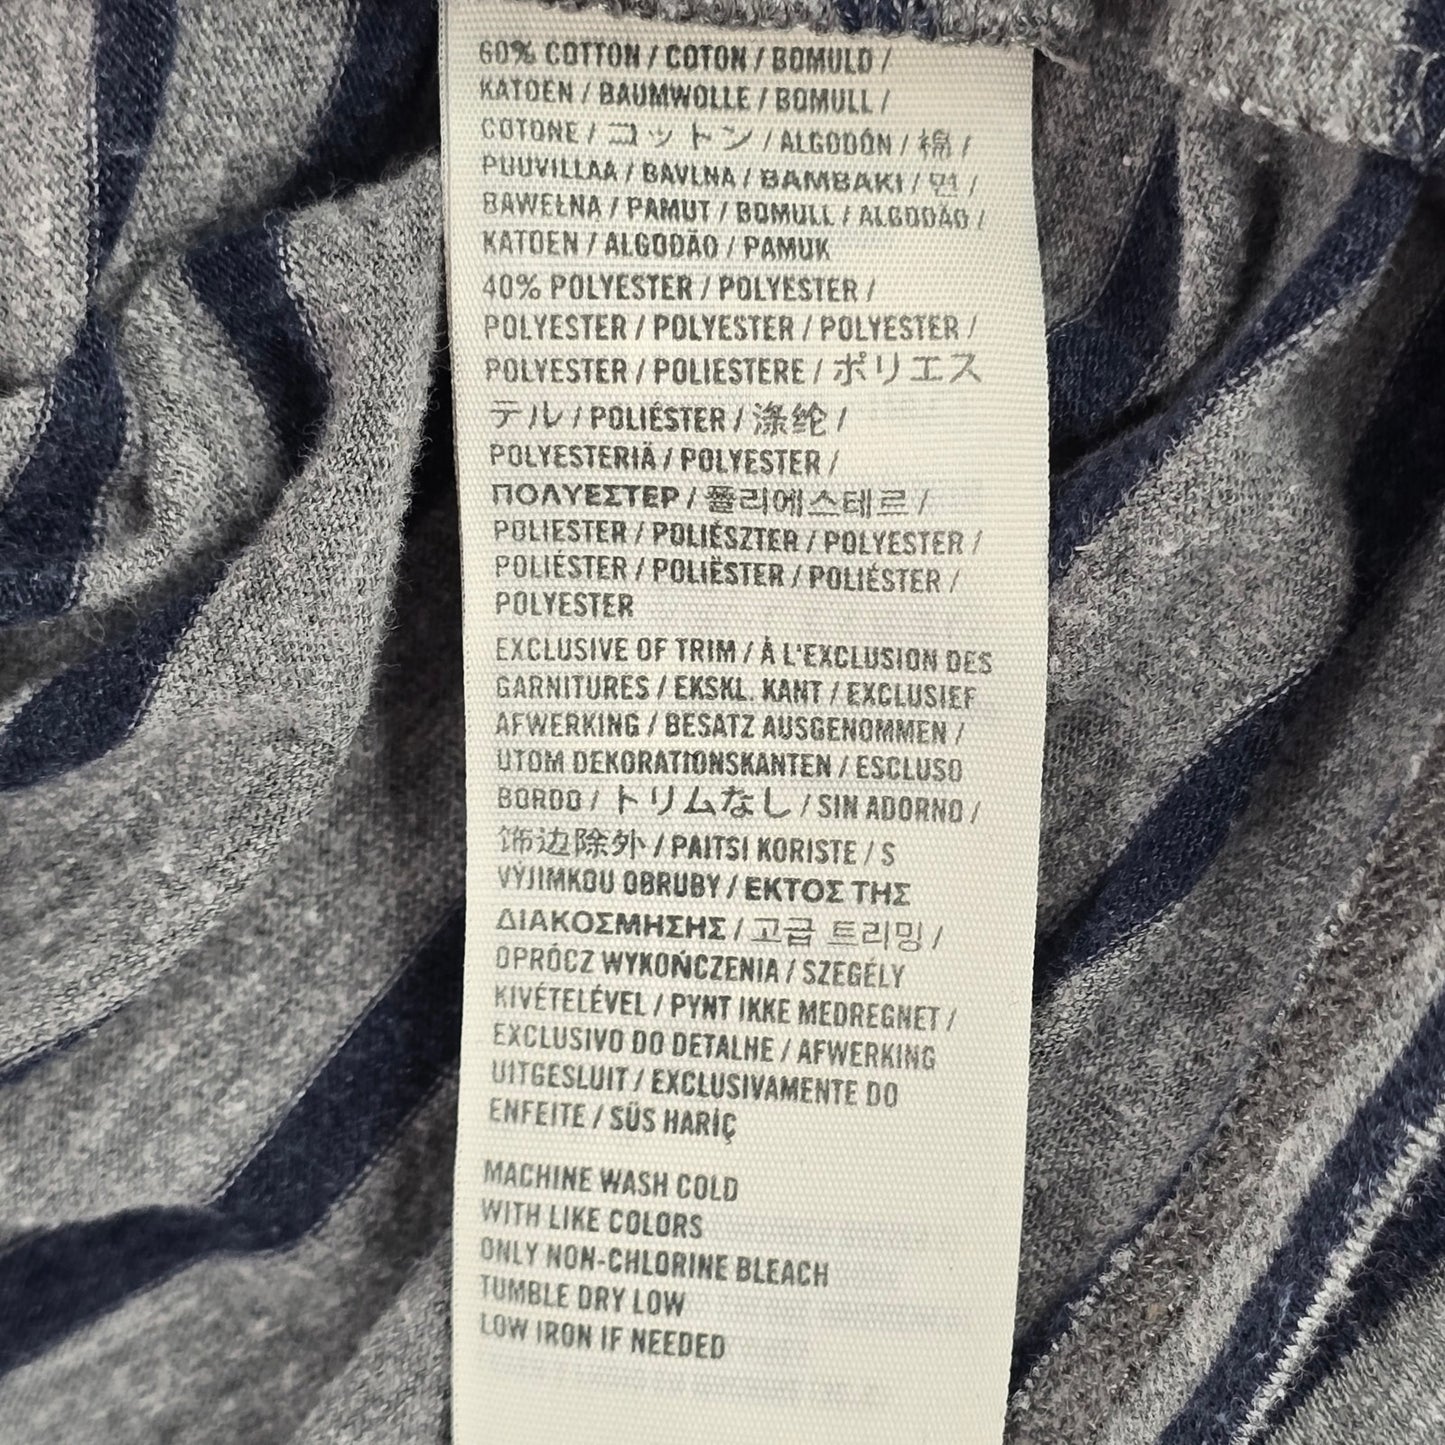 60% COTTON / COTON / BOMULD /
KATOEN / BAUMWOLLE / BOMULL /
COTONE / コットン / ALGODÓN / 棉 /
PUUVILLAA / BAVLNA / BAMBAKI / 면 /
BAWEŁNA / PAMUT / BOMULL / ALGODÃO /
KATOEN / ALGODÃO / PAMUK
40% POLYESTER / POLYESTER /
POLYESTER / POLYESTER / POLYESTER /
POLYESTER / POLIESTERE / ポリエス
テル / POLIÉSTER / 涤纶 /
POLYESTERIÄ / POLYESTER /
ΠΟΛΥΕΣΤΕΡ / 폴리에스테르 /
POLIESTER / POLIÉSZTER / POLYESTER /
POLIÉSTER / POLIËSTER / POLIÉSTER /
POLYESTER
EXCLUSIVE OF TRIM / À L'EXCLUSION DES
GARNITURES / EKSKL. KANT / EXCLUSIEF
AFWERKING / BESATZ AUSGENOMMEN /
UTOM DEKORATIONSKANTEN / ESCLUSO
BORDO / トリムなし / SIN ADORNO /
饰边除外 / PAITSI KORISTE / S
VÝJIMKOU OBRUBY / ΕΚΤΟΣ ΤΗΣ
ΔΙΑΚΟΣΜΗΣΗΣ / 고급 트리밍 /
OPRÓCZ WYKOŃCZENIA / SZEGÉLY
KIVÉTELÉVEL / PYNT IKKE MEDREGNET /
EXCLUSIVO DO DETALHE / AFWERKING
UITGESLUIT / EXCLUSIVAMENTE DO
ENFEITE / SÜS HARİÇ
MACHINE WASH COLD
WITH LIKE COLORS
ONLY NON-CHLORINE BLEACH
TUMBLE DRY LOW
LOW IRON IF NEEDED